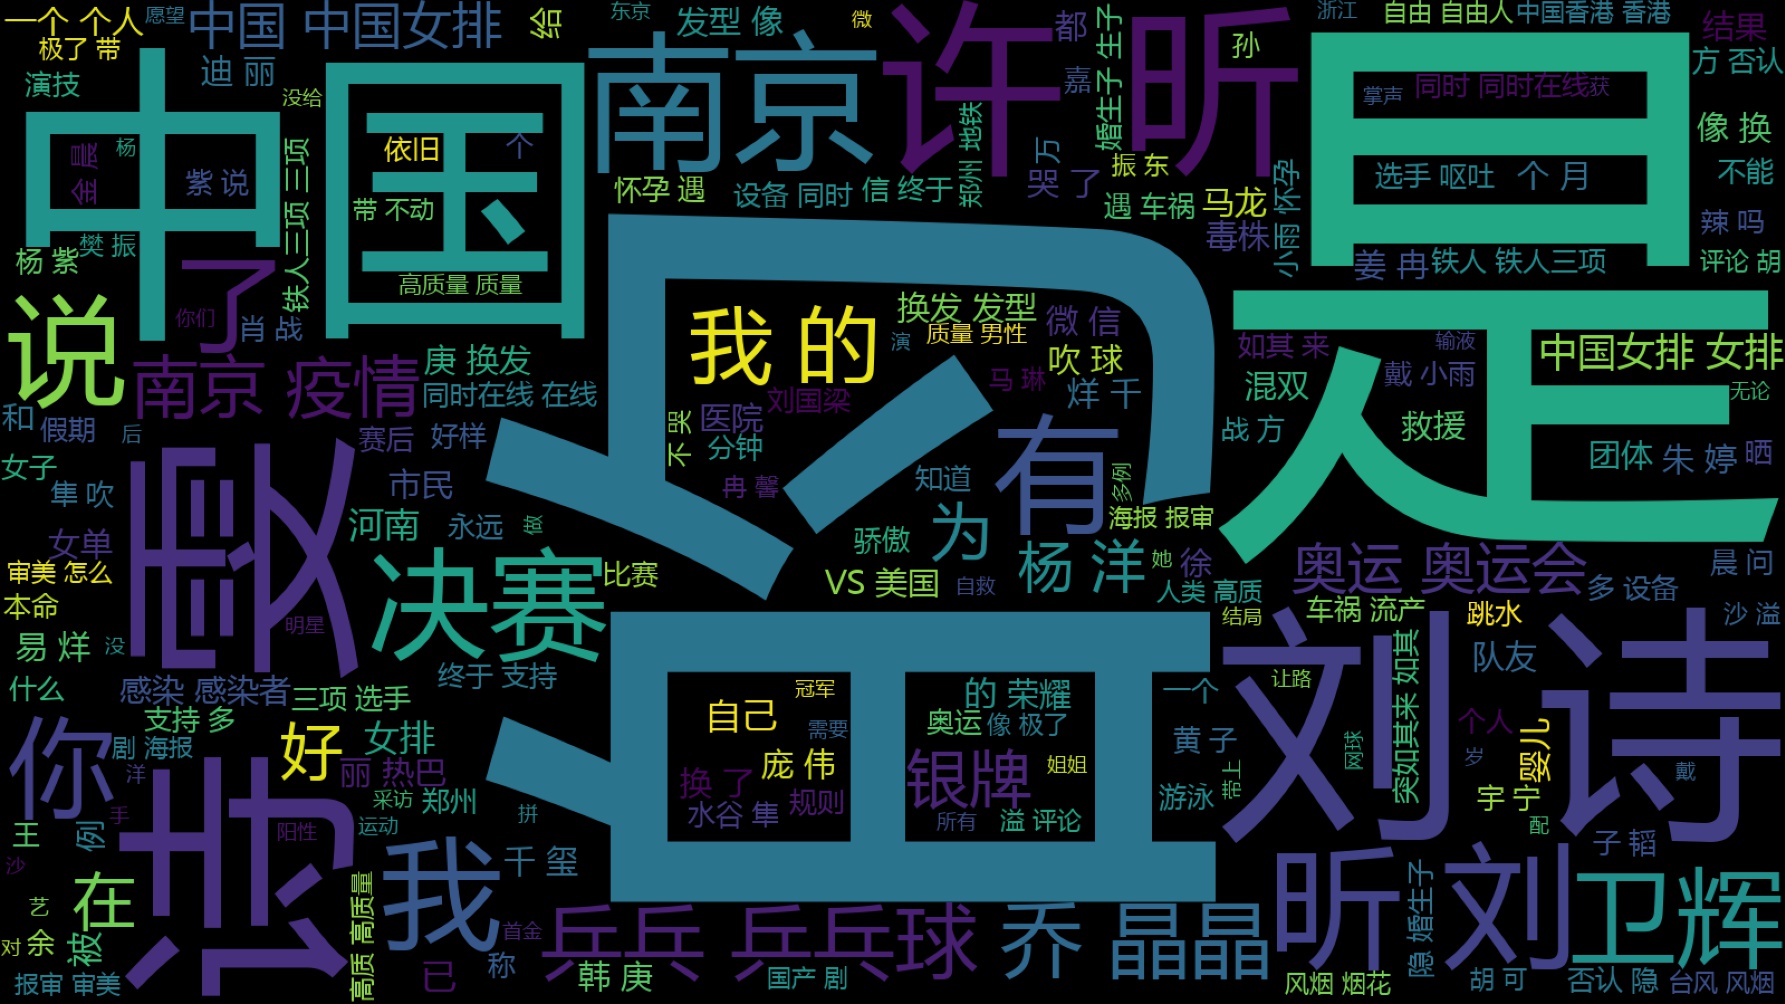 一个 个人
愿望
中国 中国女排
给
东京
发型 像
微
许昕
都
婚生子 生子
孙
浙江
自由 自由人
中国香港 香港
结果
极了 带
迪 丽
南京
嘉
是
方 否认
演技
中国
没给
地铁
郑州
万
掌声
同时 同时在线
获
像 换
杨
金 晨
紫 说
依旧
个
振 东
选手 呕吐
个 月
不能
铁人三项 三项
带 不动
怀孕 遇
设备 同时
信 终于
哭 了
遇 车祸
马龙
小雨 怀孕
辣 吗
杨 紫
樊 振
了
高质量 质量
毒株
姜 冉
铁人 铁人三项
评论 胡
说
你们
肖 战
的
我 的
换发 发型
质量 男性
演
微 信
吹 球
如其 来
输液
中国女排 女排
南京 疫情
庚 换发
同时在线 在线
马 琳
烊 千
混双
戴 小雨
无论
和
假期
后
赛后
好样
不 哭
医院
刘国梁
分钟
有
战 方
救援
团体
朱 婷
晒
女子
隼 吹
霞
市民
冉 馨
知道
多例
海报 报审
女单
河南
永远
傲
骄傲
为
杨 洋
她
徐
奥运 奥运会
晨 问
审美 怎么
本命
决赛
比赛
VS 美国
自救
人类 高质
多 设备
易 烊
没
明星
结局
车祸 流产
跳水
沙 溢
什么
感染 感染者
三项 选手
终于 支持
冠军
的 荣耀
一个
让路
刘诗
队友
支持 多
自己
需要
奥运
像 极了
突如其来 如其
个人
你
剧 海报
洋
好
女排
丽 热巴
庞 伟
姐姐
黄 子
网球
岁
婴儿
戴
诗
手
采访
郑州
换 了
水谷 隼
规则
银牌
所有
溢 评论
游泳
带上
宇 宁
配
王
例
阳性
运动
拼
子 韬
沙
在
我
千 玺
昕 刘
卫辉
艺
对
余
被
高质 高质量
首金
乒乓 乒乓球
乔 晶晶
隐 婚生子
报审 审美
已
称
韩 庚
国产 剧
风烟 烟花
胡 可
否认 隐
台风 风烟